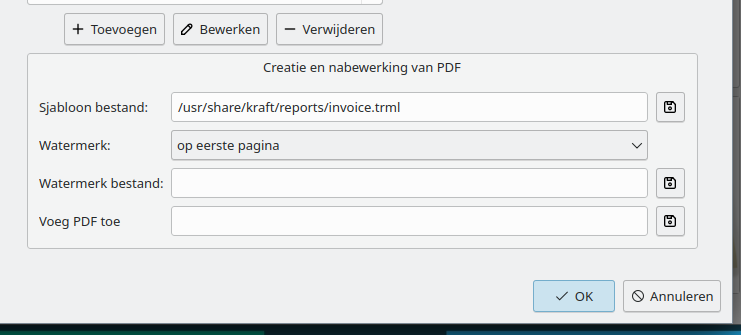 Toevoegen Bewerken Verwijderen
Creatie en nabewerking van PDF
Sjabloon bestand: /usr/share/kraft/reports/invoice.trml
Watermerk: op eerste pagina
Watermerk bestand:
Voeg PDF toe
OK Annuleren